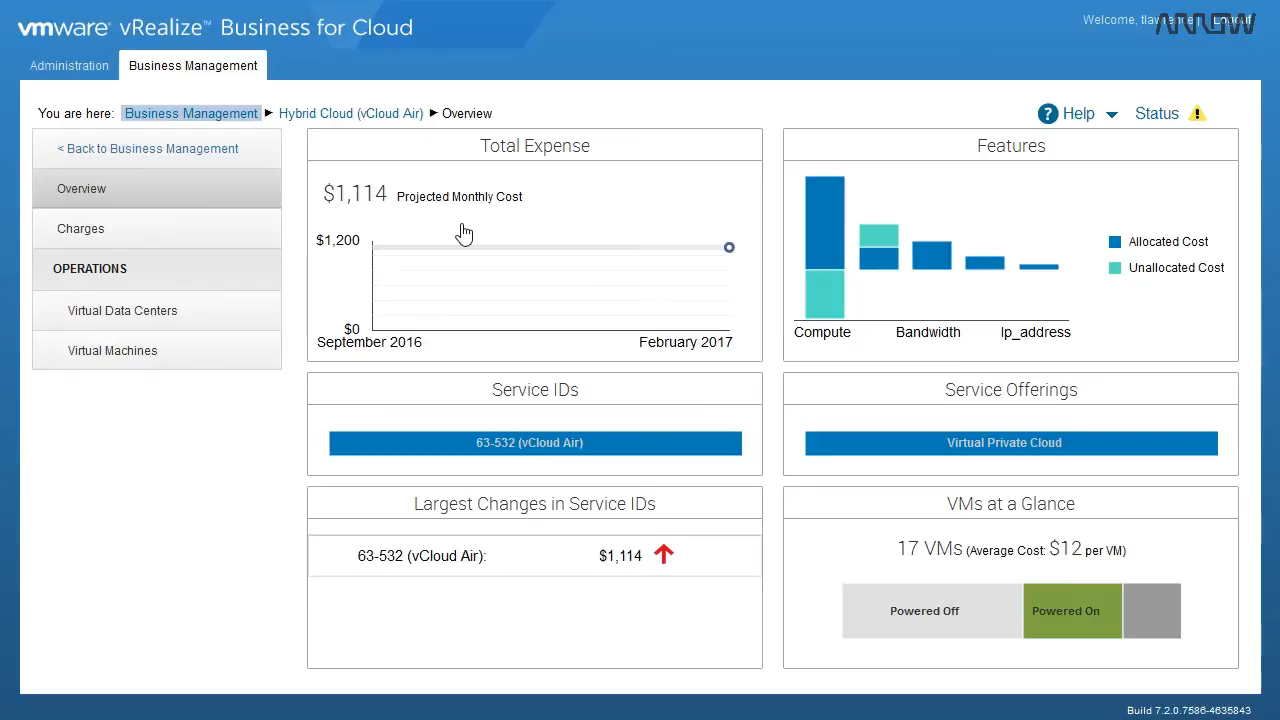 vmware® vRealize™ Business for Cloud
Welcome, tlawrence | Logout
ARROW
Administration
Business Management
You are here: Business Management ▶ Hybrid Cloud (vCloud Air) ▶ Overview
? Help
Status
< Back to Business Management
Overview
Charges
OPERATIONS
Virtual Data Centers
Virtual Machines
Total Expense
$1,114 Projected Monthly Cost
$1,200
$0
September 2016
February 2017
Features
Allocated Cost
Unallocated Cost
Compute
Bandwidth
Ip_address
Service IDs
63-532 (vCloud Air)
Service Offerings
Virtual Private Cloud
Largest Changes in Service IDs
63-532 (vCloud Air): $1,114
VMs at a Glance
17 VMs (Average Cost: $12 per VM)
Powered Off
Powered On
Build 7.2.0.7586-4635843